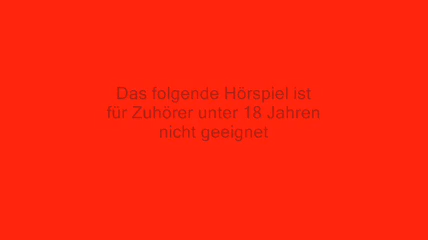 Das folgende Hörspiel ist
für Zuhörer unter 18 Jahren
nicht geeignet